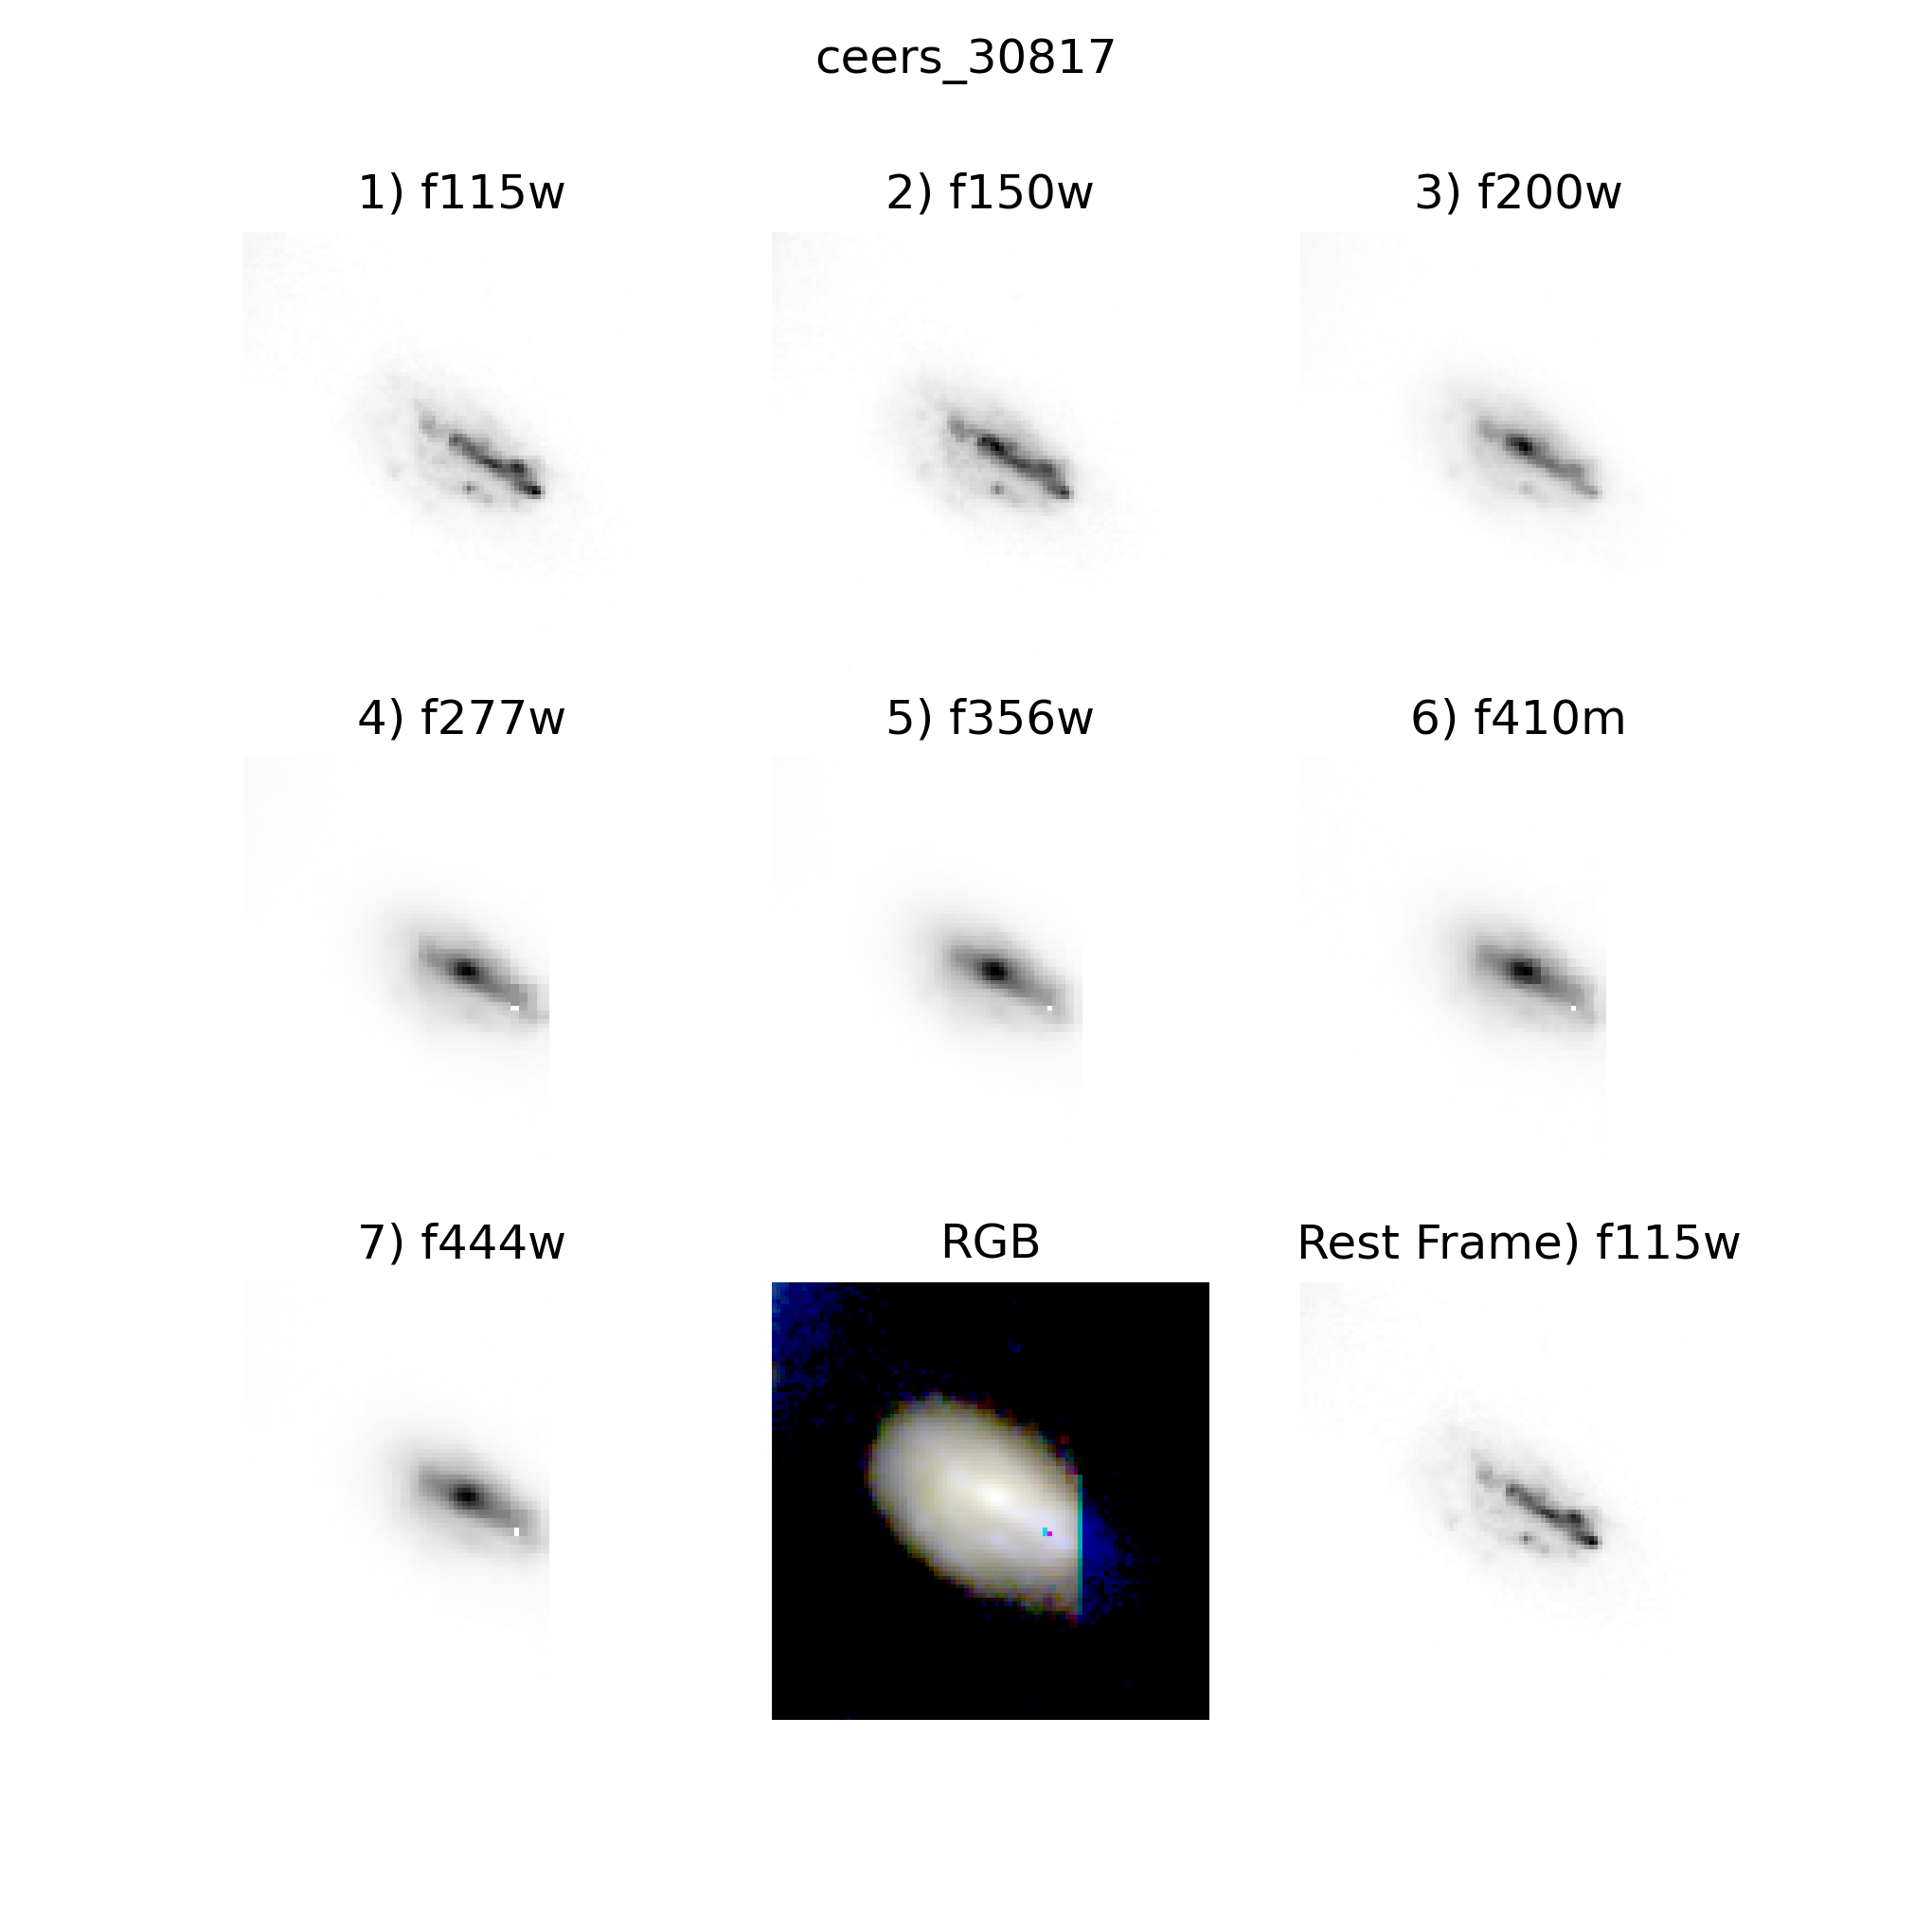 ceers_30817
1) f115w
2) f150w
3) f200w
4) f277w
5) f356w
6) f410m
7) f444w
RGB
Rest Frame) f115w